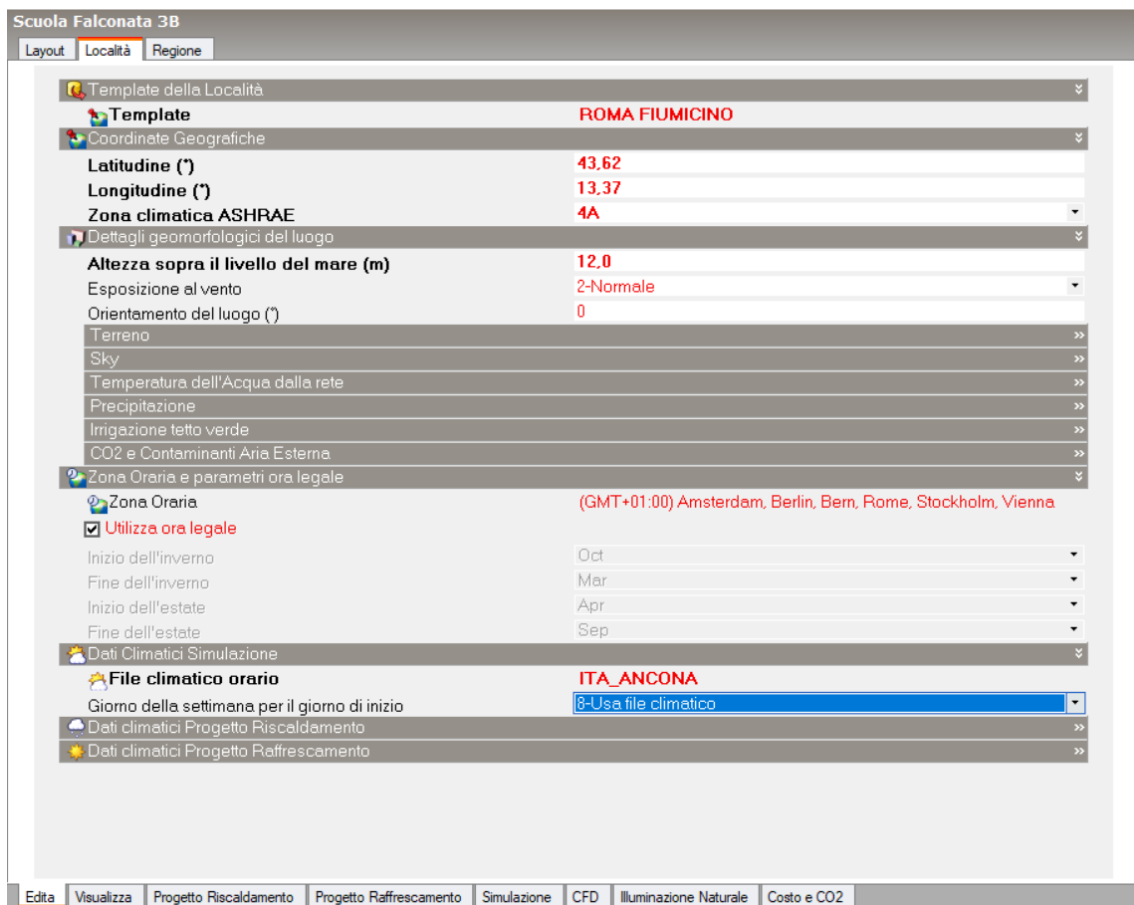 Scuola Falconata 3B
Layout Località Regione
Template della Località
Template ROMA FIUMICINO
Coordinate Geografiche
Latitudine (°) 43,62
Longitudine (°) 13,37
Zona climatica ASHRAE 4A
Dettagli geomorfologici del luogo
Altezza sopra il livello del mare (m) 12,0
Esposizione al vento 2-Normale
Orientamento del luogo (°) 0
Terreno
Sky
Temperatura dell'Acqua dalla rete
Precipitazione
Irrigazione tetto verde
CO2 e Contaminanti Aria Esterna
Zona Oraria e parametri ora legale
Zona Oraria (GMT+01:00) Amsterdam, Berlin, Bern, Rome, Stockholm, Vienna
Utilizza ora legale
Inizio dell'inverno Oct
Fine dell'inverno Mar
Inizio dell'estate Apr
Fine dell'estate Sep
Dati Climatici Simulazione
File climatico orario ITA_ANCONA
Giorno della settimana per il giorno di inizio 8-Usa file climatico
Dati climatici Progetto Riscaldamento
Dati climatici Progetto Raffrescamento
Edita Visualizza Progetto Riscaldamento Progetto Raffrescamento Simulazione CFD Illuminazione Naturale Costo e CO2